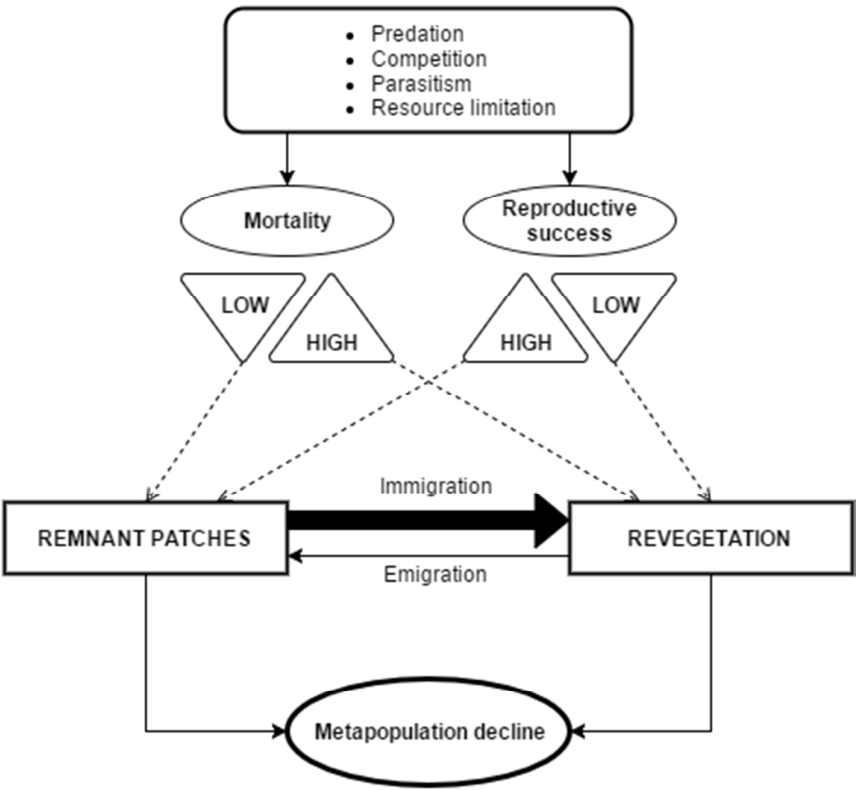 • Predation
• Competition
• Parasitism
• Resource limitation
Mortality
Reproductive
success
LOW
HIGH
HIGH
LOW
Immigration
REMNANT PATCHES
REVEGETATION
Emigration
Metapopulation decline